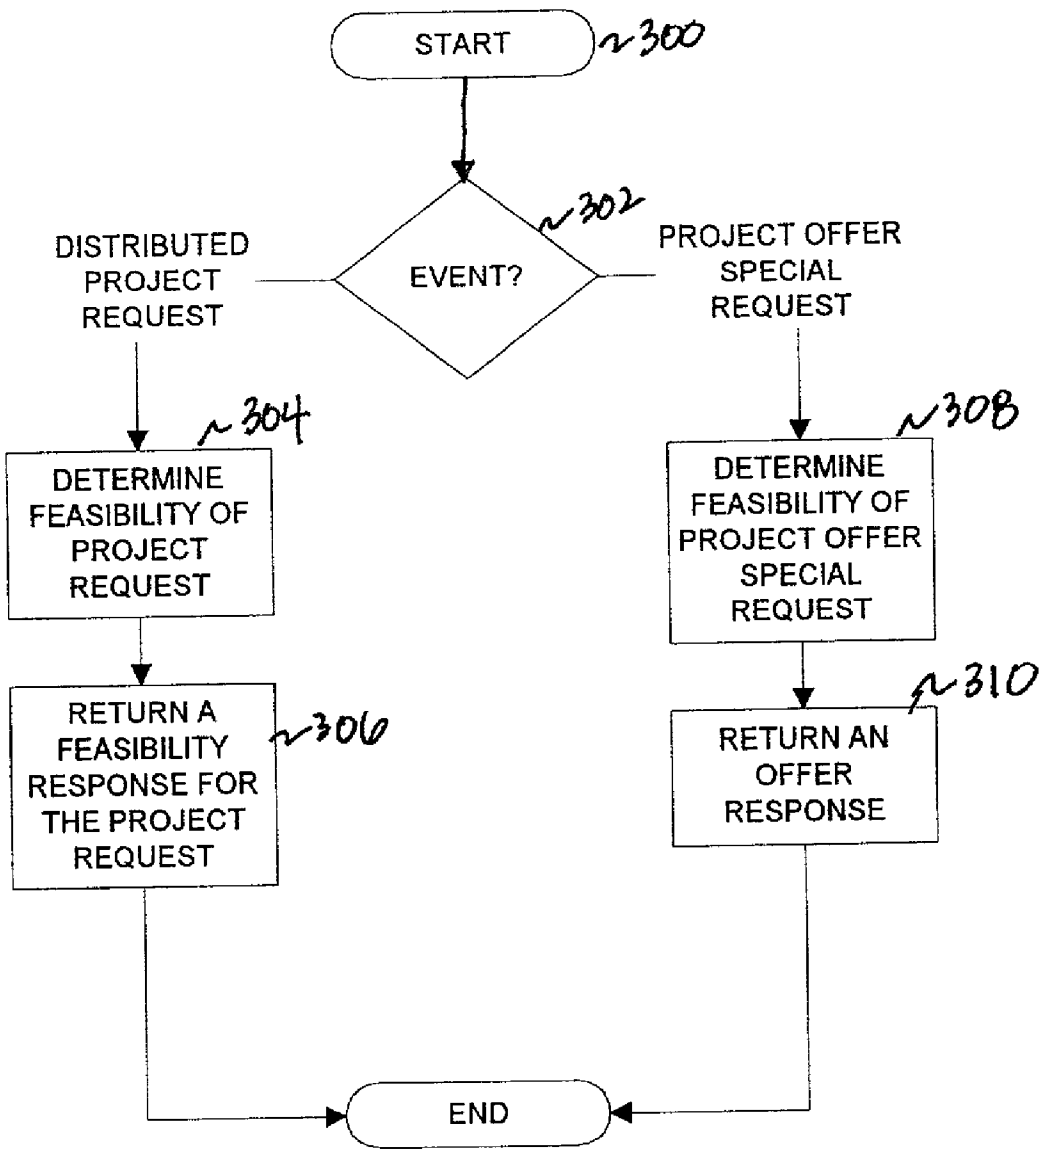 START
~300
~302
EVENT?
DISTRIBUTED
PROJECT
REQUEST
PROJECT OFFER
SPECIAL
REQUEST
~304
DETERMINE
FEASIBILITY OF
PROJECT
REQUEST
RETURN A
FEASIBILITY
RESPONSE FOR
THE PROJECT
REQUEST
~306
~308
DETERMINE
FEASIBILITY OF
PROJECT OFFER
SPECIAL
REQUEST
~310
RETURN AN
OFFER
RESPONSE
END